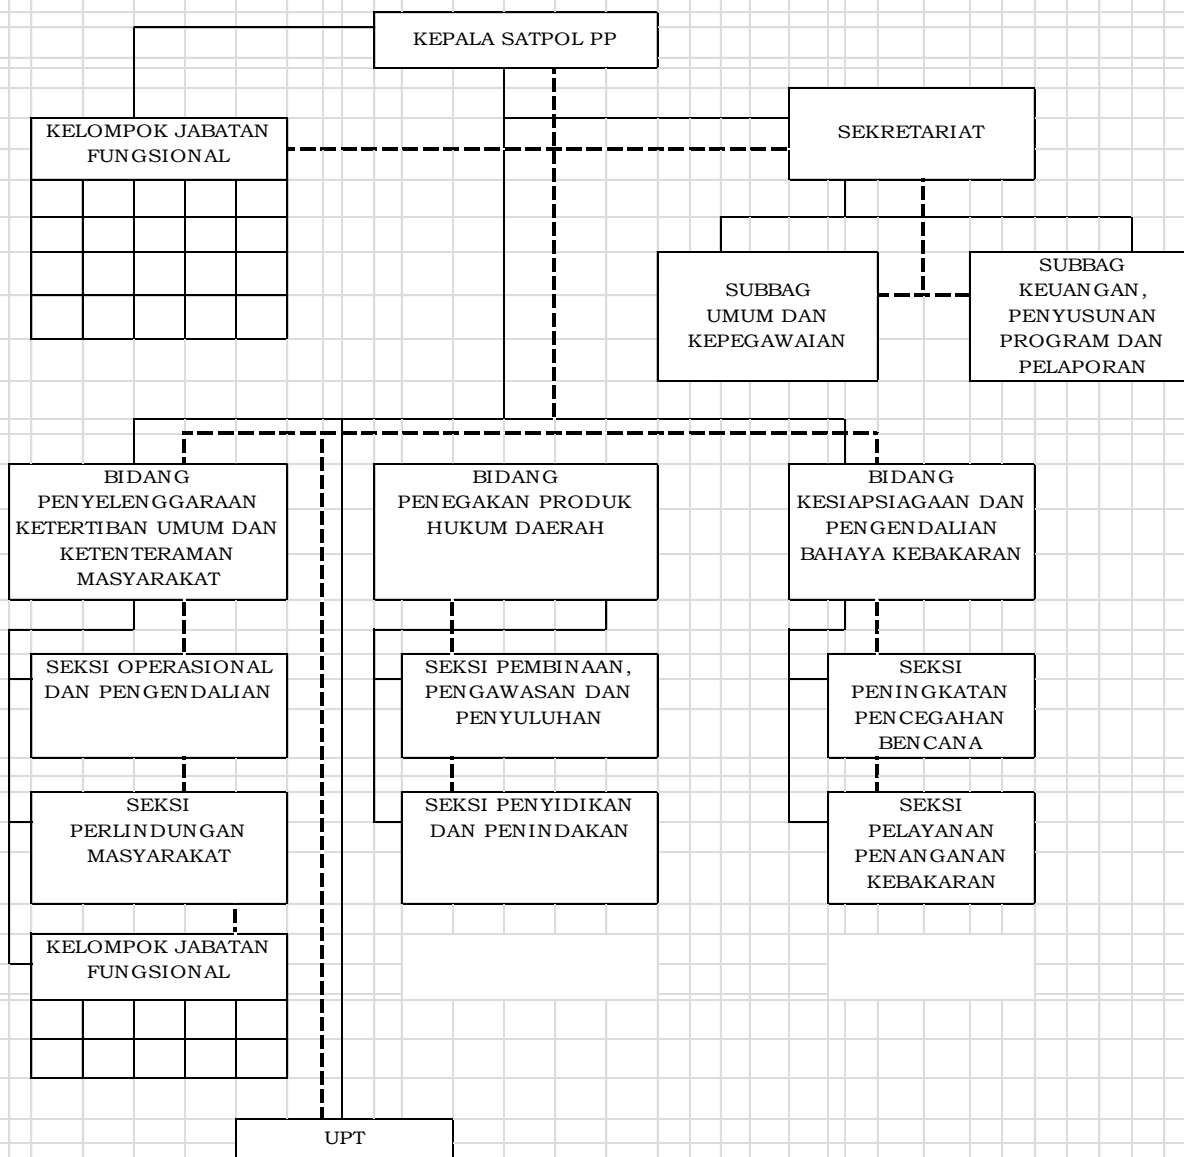 KEPALA SATPOL PP
KELOMPOK JABATAN
FUNGSIONAL
SEKRETARIAT
SUBBAG
UMUM DAN
KEPEGAWAIAN
SUBBAG
KEUANGAN,
PENYUSUNAN
PROGRAM DAN
PELAPORAN
BIDANG
PENYELENGGARAAN
KETERTIBAN UMUM DAN
KETENTERAMAN
MASYARAKAT
BIDANG
PENEGAKAN PRODUK
HUKUM DAERAH
BIDANG
KESIAPSIAGAAN DAN
PENGENDALIAN
BAHAYA KEBAKARAN
SEKSI OPERASIONAL
DAN PENGENDALIAN
SEKSI PEMBINAAN,
PENGAWASAN DAN
PENYULUHAN
SEKSI
PENINGKATAN
PENCEGAHAN
BENCANA
SEKSI
PERLINDUNGAN
MASYARAKAT
SEKSI PENYIDIKAN
DAN PENINDAKAN
SEKSI
PELAYANAN
PENANGANAN
KEBAKARAN
KELOMPOK JABATAN
FUNGSIONAL
UPT